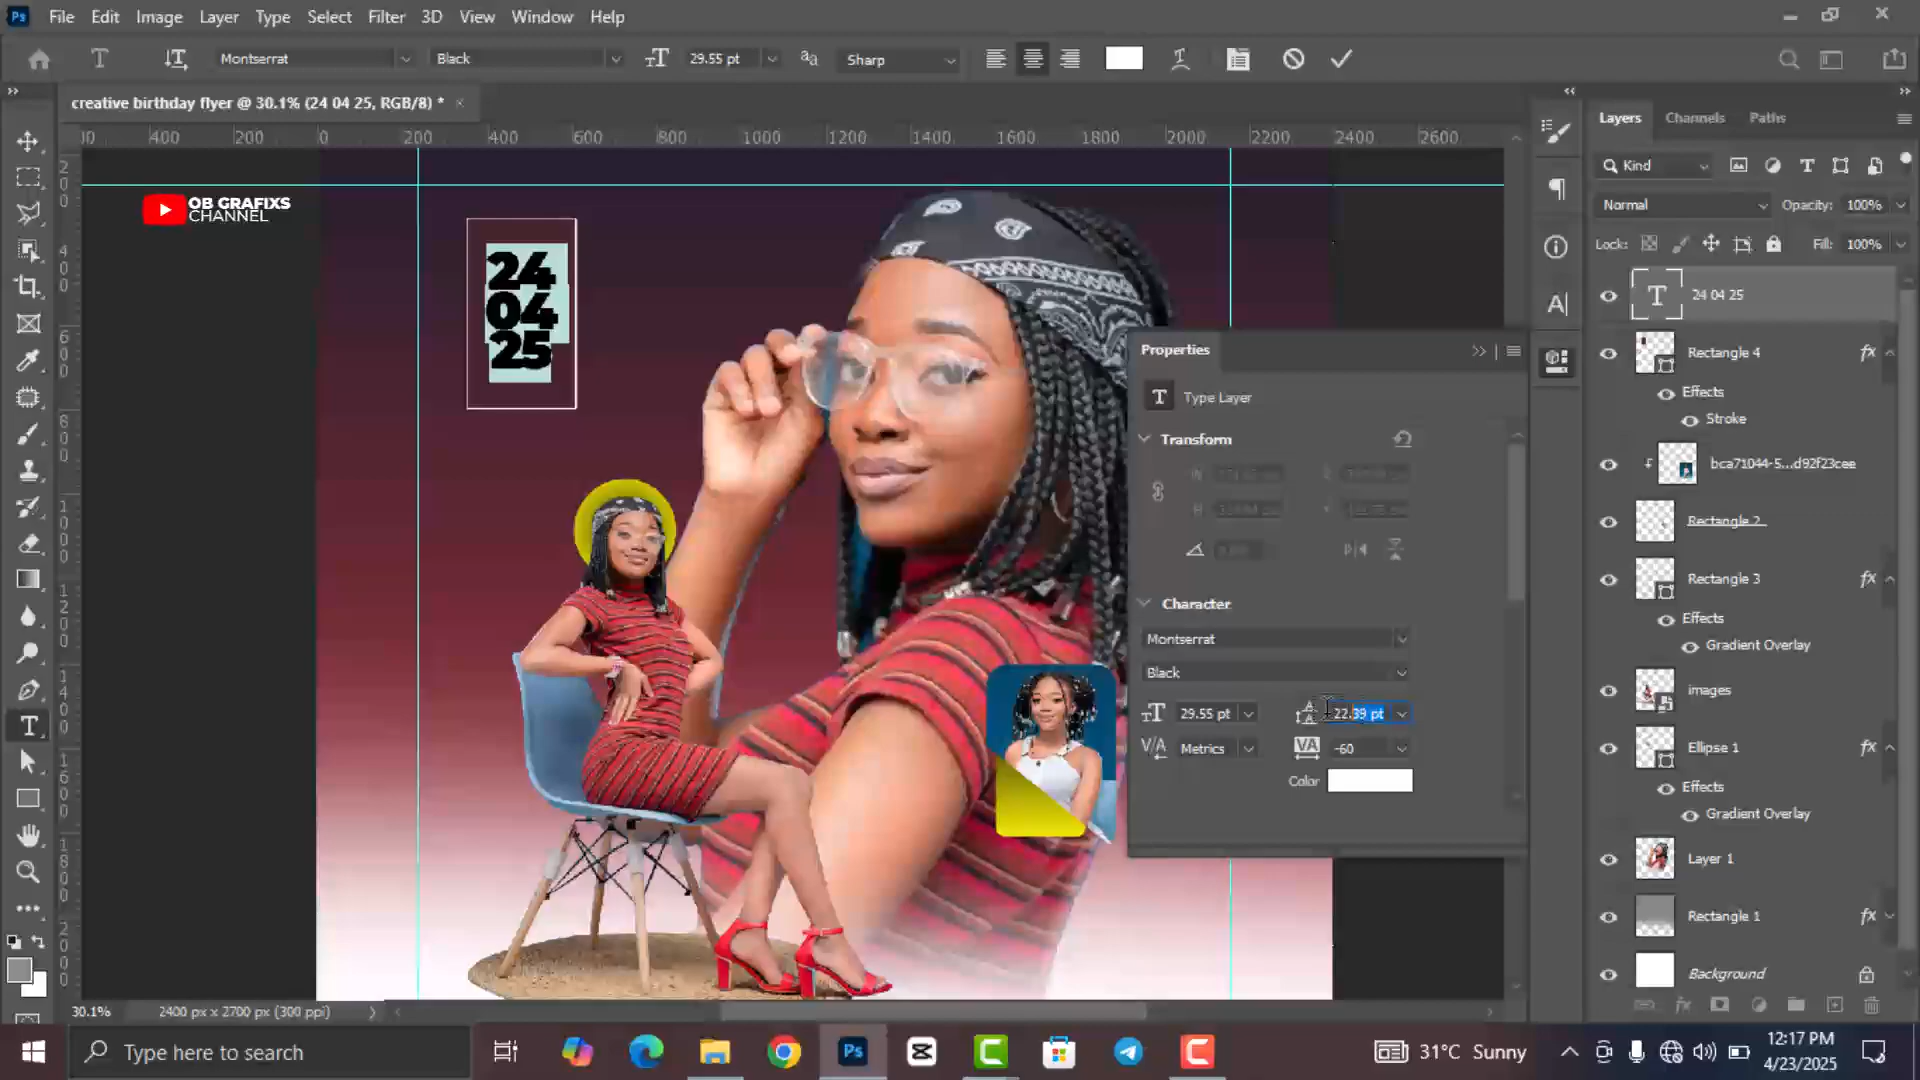 Ps File Edit Image Layer Type Select Filter 3D View Window Help
Montserrat Black 29.55 pt Sharp
creative birthday flyer @ 30.1% (24 04 25, RGB/8) *
400 200 0 200 400 600 800 1000 1200 1400 1600 1800 2000 2200 2400 2600
OB GRAFIXS
CHANNEL
24
04
25
Properties
Type Layer
Transform
Character
Montserrat
Black
29.55 pt 22.39 pt
Metrics -60
Color
Layers Channels Paths
Kind
Normal Opacity: 100%
Lock: Fill: 100%
24 04 25
Rectangle 4 fx
Effects
Stroke
bca71044-5...d92f23cee
Rectangle 2
Rectangle 3 fx
Effects
Gradient Overlay
images
Ellipse 1 fx
Effects
Gradient Overlay
Layer 1
Rectangle 1 fx
Background
30.1% 2400 px x 2700 px (300 ppi)
Type here to search
31°C Sunny
12:17 PM
4/23/2025